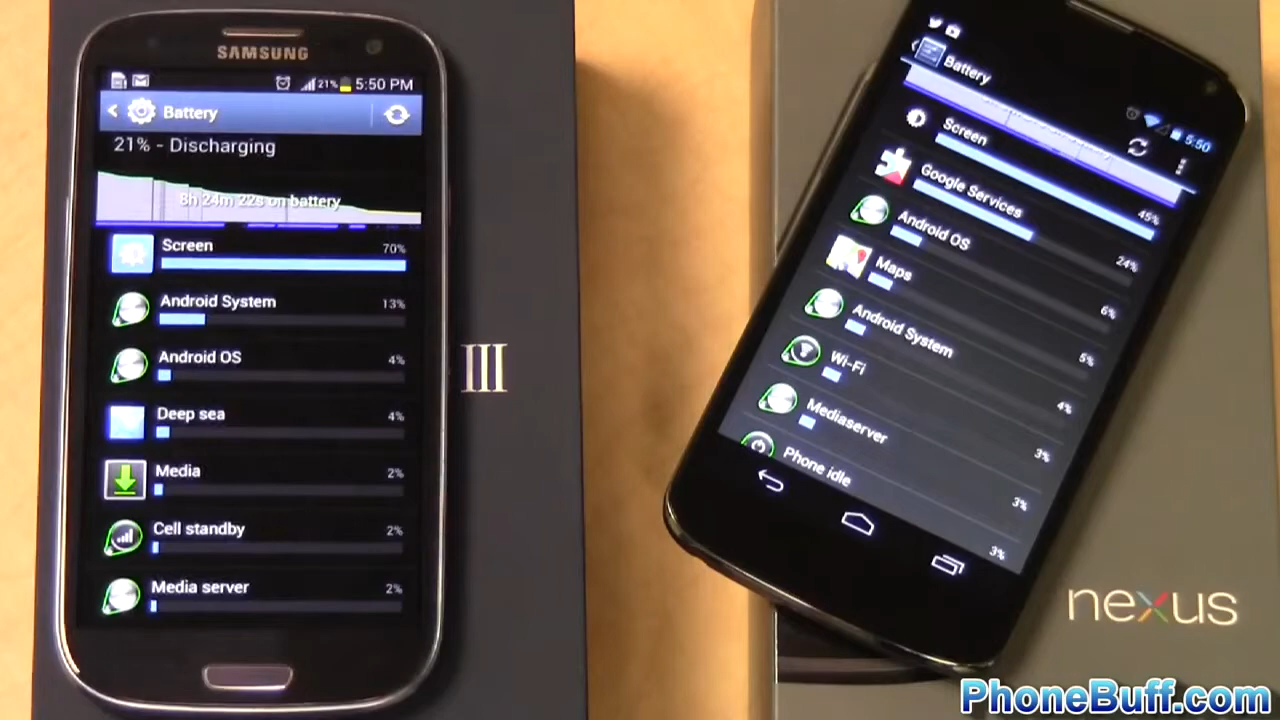 SAMSUNG
21% 5:50 PM
Battery
21% - Discharging
8h 24m 22s on battery
Screen 70%
Android System 13%
Android OS 4%
Deep sea 4%
Media 2%
Cell standby 2%
Media server 2%
III
5:50
Battery
Screen 45%
Google Services 24%
Android OS 6%
Maps 5%
Android System 4%
Wi-Fi 3%
Mediaserver 3%
Phone idle 3%
nexus
PhoneBuff.com